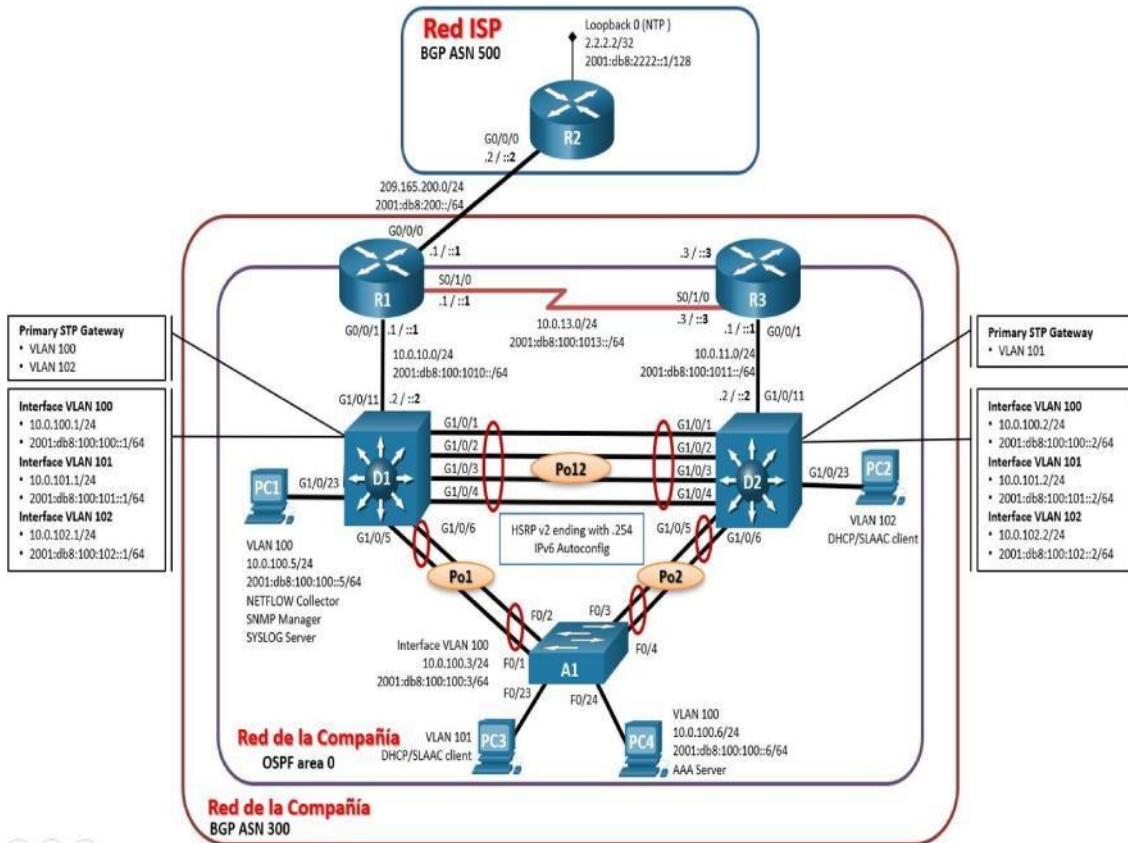 Red ISP
BGP ASN 500
Loopback 0 (NTP )
2.2.2.2/32
2001:db8:2222::1/128
R2
G0/0/0
.2 / ::2
209.165.200.0/24
2001:db8:200::/64
G0/0/0
.1 / ::1
R1
S0/1/0
.1 / ::1
G0/0/1
.1 / ::1
.3 / ::3
R3
S0/1/0
.3 / ::3
.1 / ::1
G0/0/1
10.0.13.0/24
2001:db8:100:1013::/64
10.0.10.0/24
2001:db8:100:1010::/64
10.0.11.0/24
2001:db8:100:1011::/64
G1/0/11
.2 / ::2
.2 / ::2
G1/0/11
Primary STP Gateway
• VLAN 100
• VLAN 102
Interface VLAN 100
• 10.0.100.1/24
• 2001:db8:100:100::1/64
Interface VLAN 101
• 10.0.101.1/24
• 2001:db8:100:101::1/64
Interface VLAN 102
• 10.0.102.1/24
• 2001:db8:100:102::1/64
Primary STP Gateway
• VLAN 101
Interface VLAN 100
• 10.0.100.2/24
• 2001:db8:100:100::2/64
Interface VLAN 101
• 10.0.101.2/24
• 2001:db8:100:101::2/64
Interface VLAN 102
• 10.0.102.2/24
• 2001:db8:100:102::2/64
G1/0/1
G1/0/2
G1/0/3
G1/0/4
Po12
G1/0/1
G1/0/2
G1/0/3
G1/0/4
D1
D2
PC1
G1/0/23
G1/0/23
PC2
VLAN 102
DHCP/SLAAC client
G1/0/5
G1/0/6
HSRP v2 ending with .254
IPv6 Autoconfig
G1/0/5
G1/0/6
VLAN 100
10.0.100.5/24
2001:db8:100:100::5/64
NETFLOW Collector
SNMP Manager
SYSLOG Server
Po1
Po2
F0/2
F0/1
F0/3
F0/4
Interface VLAN 100
10.0.100.3/24
2001:db8:100:100:3/64
A1
F0/23
F0/24
VLAN 101
DHCP/SLAAC client
PC3
PC4
VLAN 100
10.0.100.6/24
2001:db8:100:100::6/64
AAA Server
Red de la Compañía
OSPF area 0
Red de la Compañía
BGP ASN 300